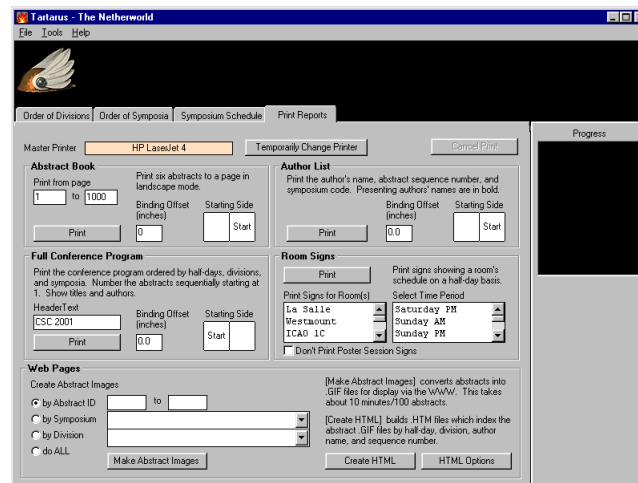 Tartarus - The Netherworld
File Tools Help
Order of Divisions Order of Symposia Symposium Schedule Print Reports
Master Printer HP LaserJet 4 Temporarily Change Printer Cancel Print
Progress
Abstract Book
Print from page
1 to 1000
Print six abstracts to a page in
landscape mode.
Binding Offset
(inches)
0
Starting Side
Start
Print
Author List
Print the author's name, abstract sequence number, and
symposium code. Presenting authors' names are in bold.
Binding Offset
(inches)
0.0
Starting Side
Start
Print
Full Conference Program
Print the conference program ordered by half-days, divisions,
and symposia. Number the abstracts sequentially starting at
1. Show titles and authors.
HeaderText
CSC 2001
Binding Offset
(inches)
0.0
Starting Side
Start
Print
Room Signs
Print
Print signs showing a room's
schedule on a half-day basis.
Print Signs for Room(s)
La Salle
Westmount
ICAO 1C
Select Time Period
Saturday PM
Sunday AM
Sunday PM
Don't Print Poster Session Signs
Web Pages
Create Abstract Images
by Abstract ID to
by Symposium
by Division
do ALL
Make Abstract Images
[Make Abstract Images] converts abstracts into
.GIF files for display via the WWW. This takes
about 10 minutes/100 abstracts.
[Create HTML] builds .HTM files which index the
abstract .GIF files by half-day, division, author
name, and sequence number.
Create HTML HTML Options